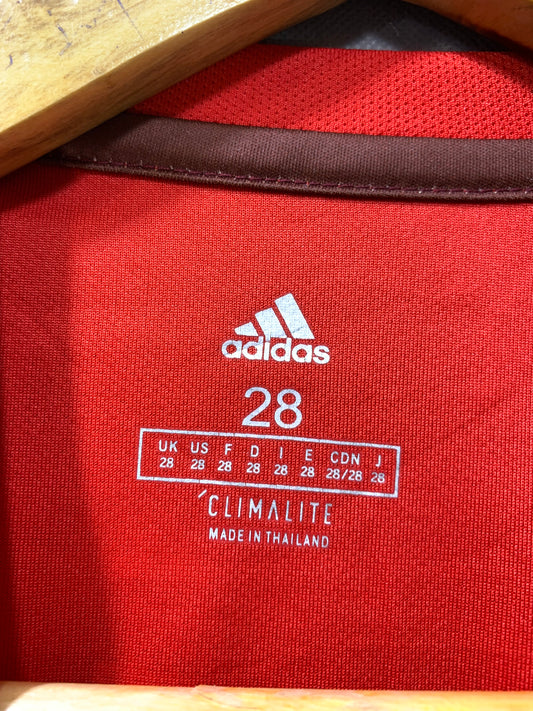 adidas
28
UK US F D I E CDN J
28 28 28 28 28 28 28/28 28
CLIMALITE
MADE IN THAILAND